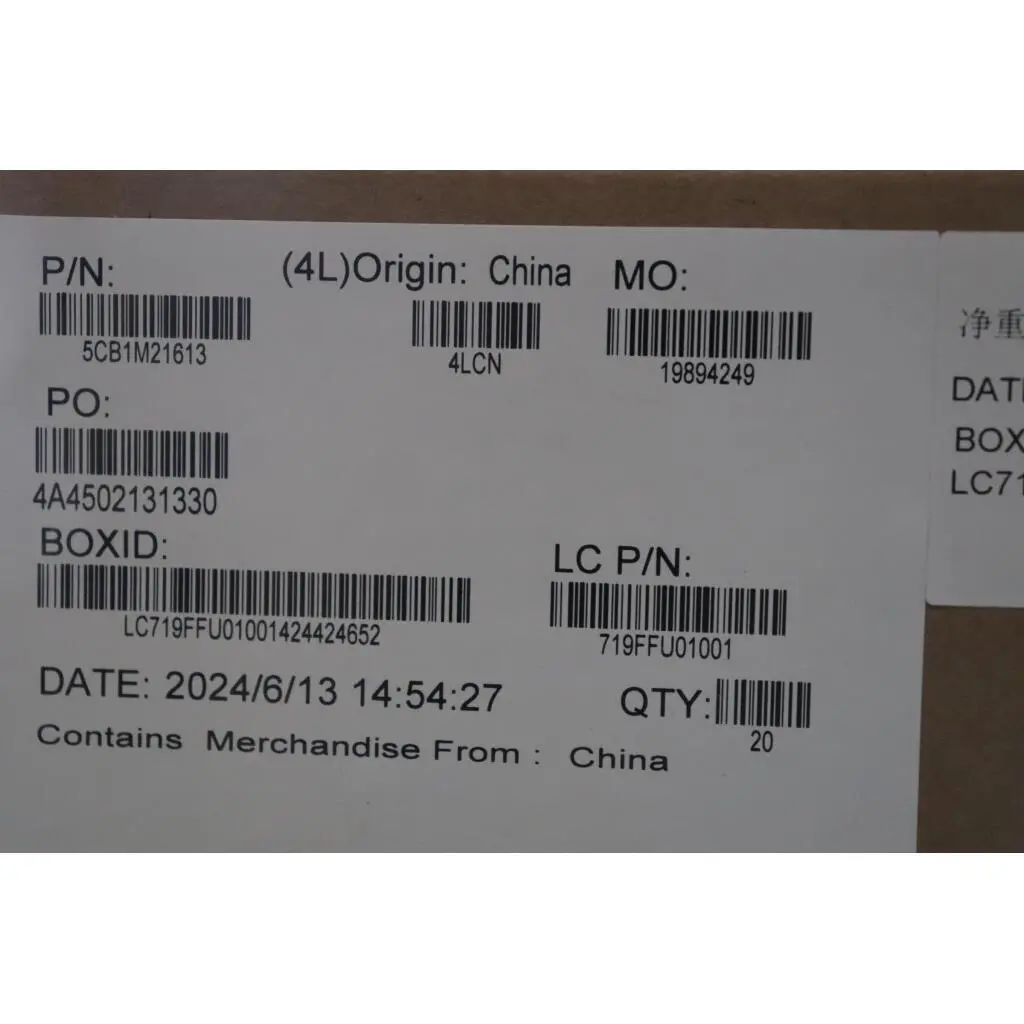 P/N:
5CB1M21613
(4L)Origin: China
4LCN
MO:
19894249
PO:
4A4502131330
BOXID:
LC719FFU01001424424652
LC P/N:
719FFU01001
DATE: 2024/6/13 14:54:27
QTY:
20
Contains Merchandise From : China
净重
DATE
BOX
LC71